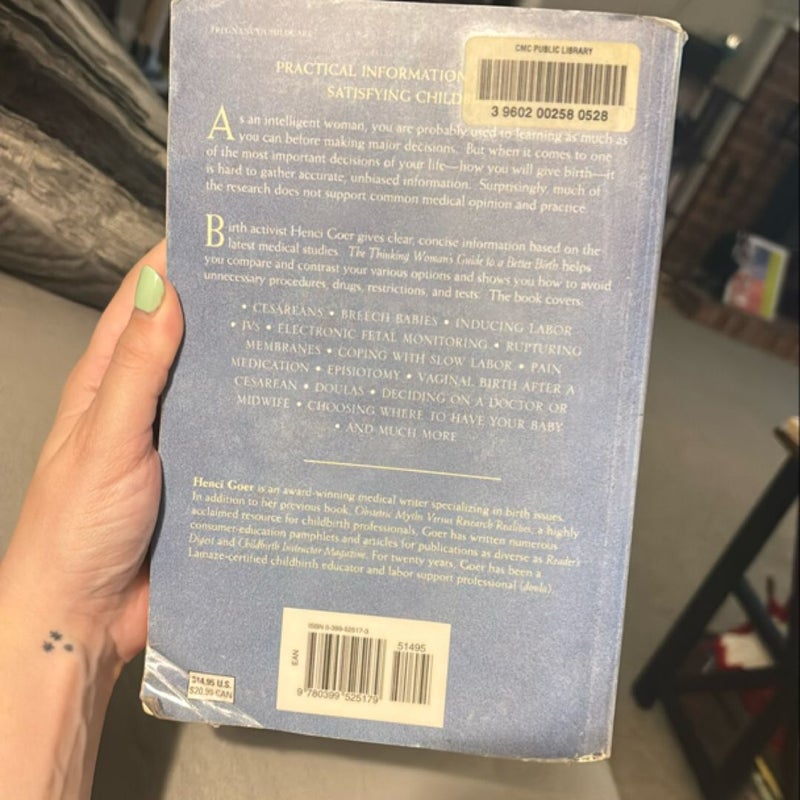 PREGNANCY/CHILDCARE
PRACTICAL INFORMATION
SATISFYING CHILDB
CMC PUBLIC LIBRARY
3 9602 00258 0528
As an intelligent woman, you are probably used to learning as much as
you can before making major decisions. But when it comes to one
of the most important decisions of your life—how you will give birth—it
is hard to gather accurate, unbiased information. Surprisingly, much of
the research does not support common medical opinion and practice.
Birth activist Henci Goer gives clear, concise information based on the
latest medical studies. The Thinking Woman's Guide to a Better Birth helps
you compare and contrast your various options and shows you how to avoid
unnecessary procedures, drugs, restrictions, and tests. The book covers:
• CESAREANS • BREECH BABIES • INDUCING LABOR
• IVS • ELECTRONIC FETAL MONITORING • RUPTURING
MEMBRANES • COPING WITH SLOW LABOR • PAIN
MEDICATION • EPISIOTOMY • VAGINAL BIRTH AFTER A
CESAREAN • DOULAS • DECIDING ON A DOCTOR OR
MIDWIFE • CHOOSING WHERE TO HAVE YOUR BABY
• AND MUCH MORE
Henci Goer is an award-winning medical writer specializing in birth issues.
In addition to her previous book, Obstetric Myths Versus Research Realities, a highly
acclaimed resource for childbirth professionals, Goer has written numerous
consumer-education pamphlets and articles for publications as diverse as Reader's
Digest and Childbirth Instructor Magazine. For twenty years, Goer has been a
Lamaze-certified childbirth educator and labor support professional (doula).
ISBN 0-399-52517-3
51495
EAN
9 780399 525179
$14.95 U.S.
$20.99 CAN